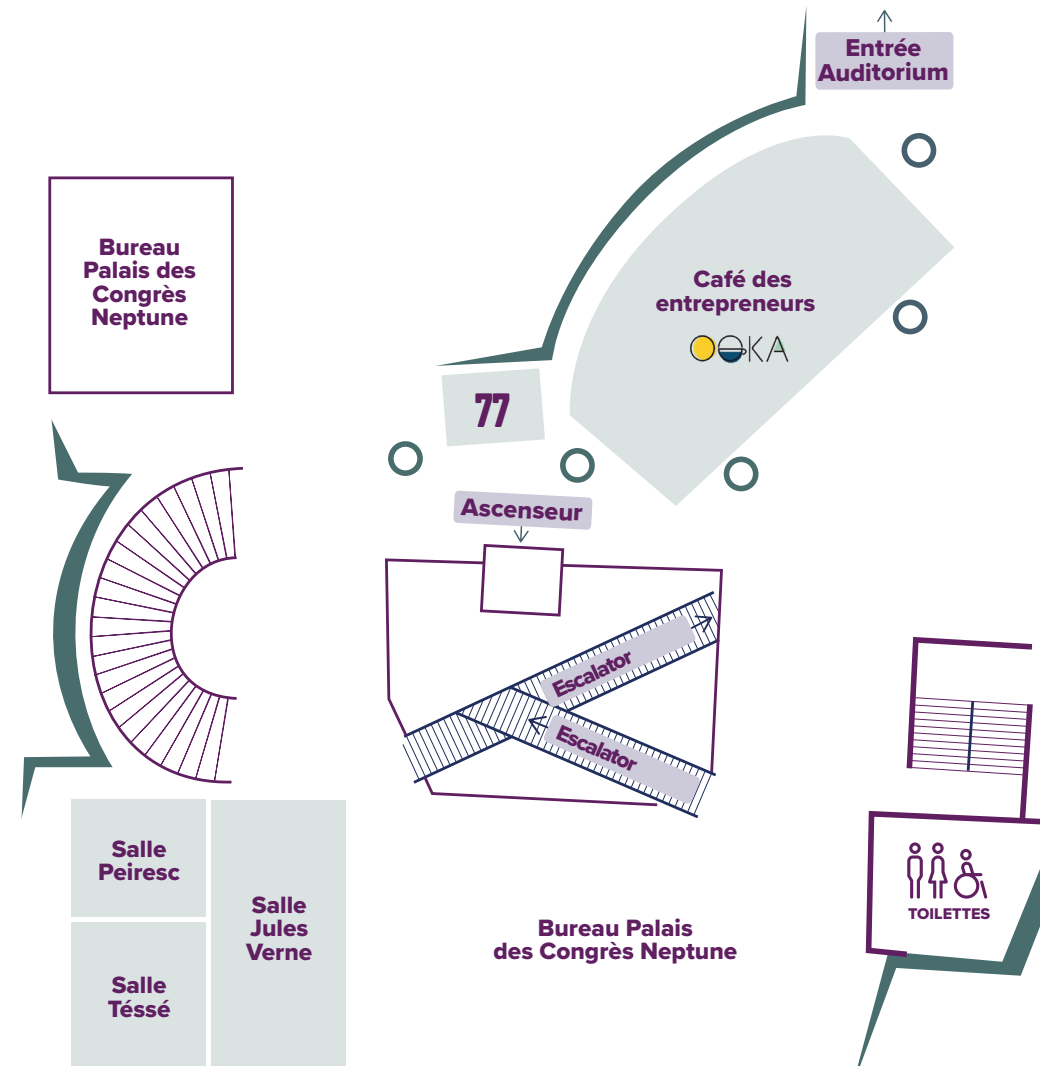 Entrée
Auditorium
Bureau
Palais des
Congrès
Neptune
Café des
entrepreneurs
OOKA
77
Ascenseur
Escalator
Escalator
Salle
Peiresc
Salle
Jules
Verne
Salle
Téssé
Bureau Palais
des Congrès Neptune
TOILETTES